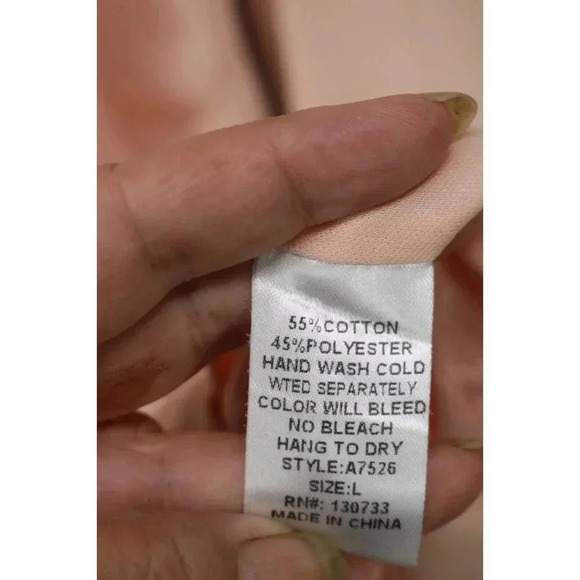 55%COTTON
45%POLYESTER
HAND WASH COLD
WTED SEPARATELY
COLOR WILL BLEED
NO BLEACH
HANG TO DRY
STYLE:A7526
SIZE:L
RN#: 130733
MADE IN CHINA